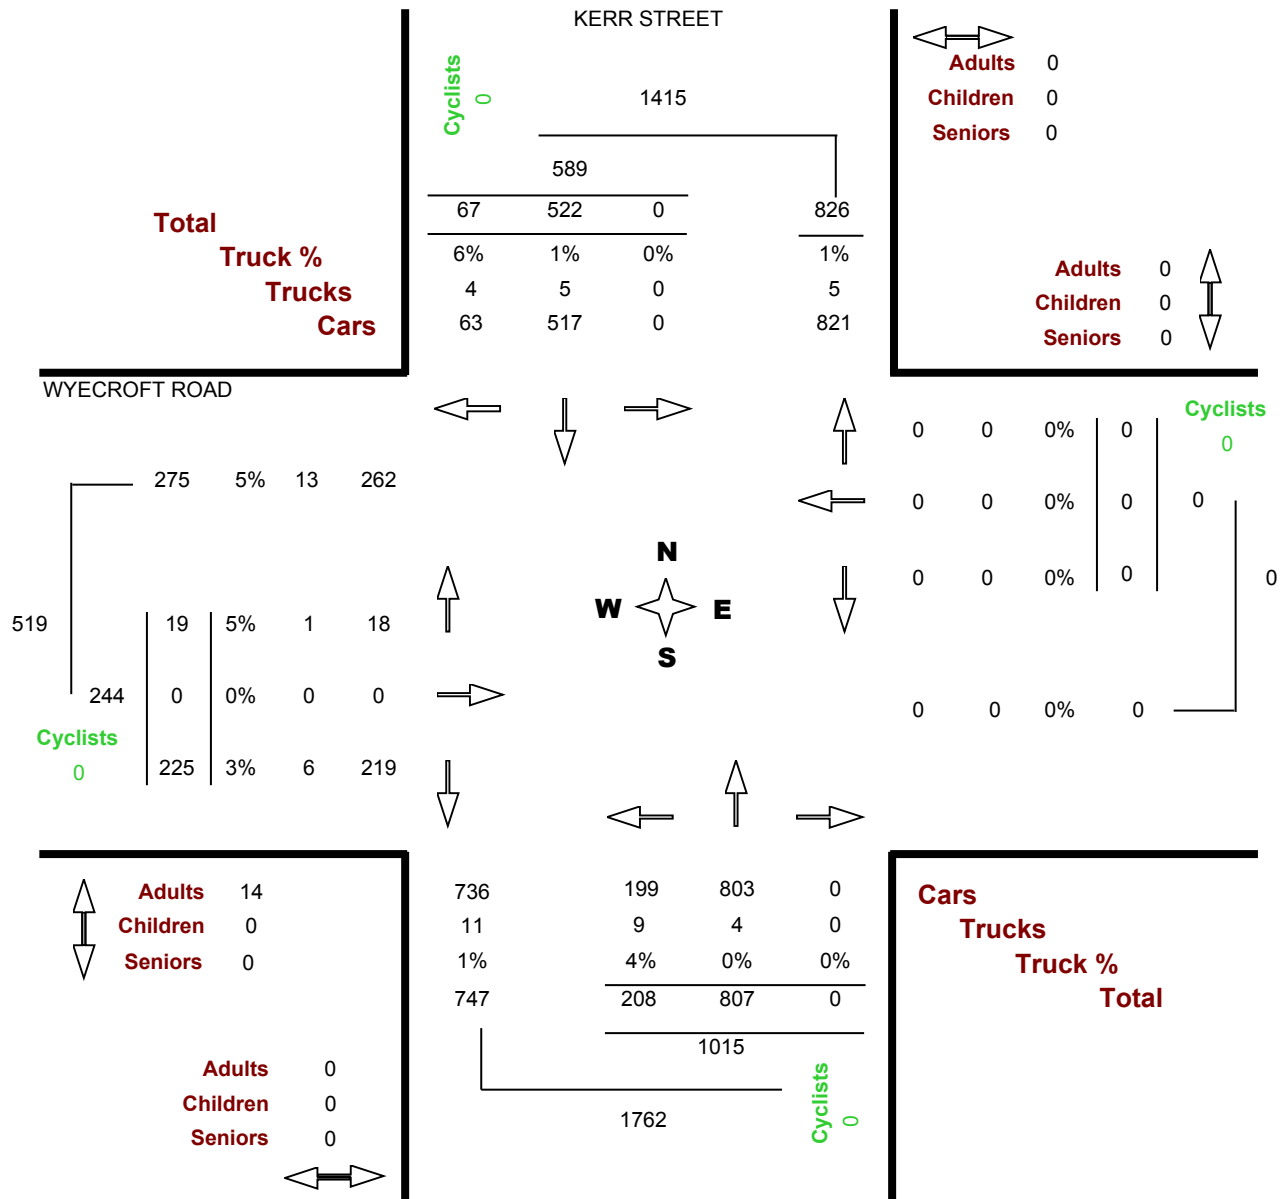 KERR STREET
Adults 0
Children 0
Seniors 0
Cyclists
0
1415
589
67 522 0 826
6% 1% 0% 1%
4 5 0 5
63 517 0 821
Total
Truck %
Trucks
Cars
Adults 0
Children 0
Seniors 0
WYECROFT ROAD
Cyclists
0
0 0 0% 0
275 5% 13 262
0 0 0% 0 0
N
W E
S
0 0 0% 0 0
519 19 5% 1 18
244 0 0% 0 0
0 0 0% 0
Cyclists
0
225 3% 6 219
Adults 14
Children 0
Seniors 0
736 199 803 0
11 9 4 0
1% 4% 0% 0%
747 208 807 0
1015
Cars
Trucks
Truck %
Total
Adults 0
Children 0
Seniors 0
1762
Cyclists
0